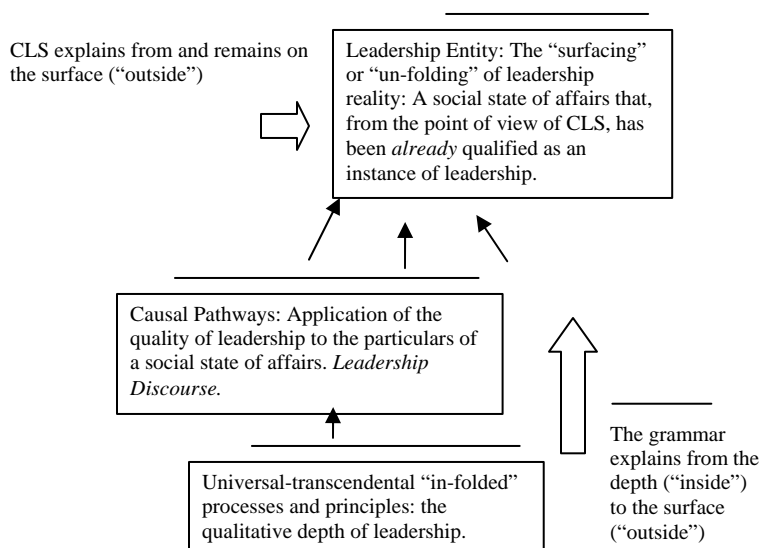 CLS explains from and remains on
the surface (“outside”)
Leadership Entity: The “surfacing”
or “un-folding” of leadership
reality: A social state of affairs that,
from the point of view of CLS, has
been already qualified as an
instance of leadership.
Causal Pathways: Application of the
quality of leadership to the particulars of
a social state of affairs. Leadership
Discourse.
The grammar
explains from the
depth (“inside”)
to the surface
(“outside”)
Universal-transcendental “in-folded”
processes and principles: the
qualitative depth of leadership.